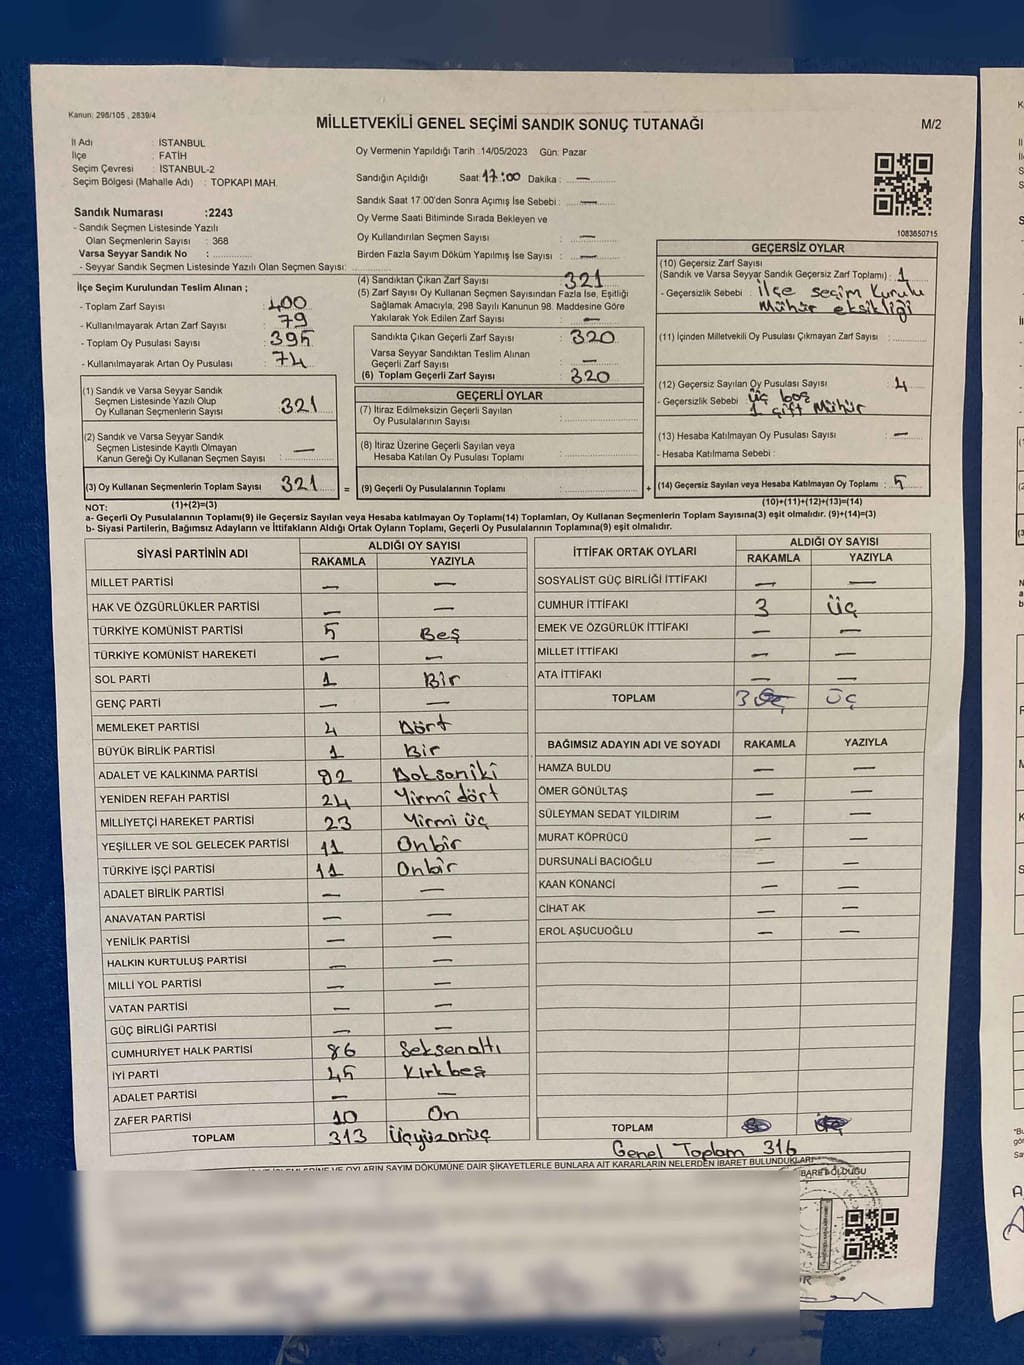 Kanun: 298/105 , 2839/4
MİLLETVEKİLİ GENEL SEÇİMİ SANDIK SONUÇ TUTANAĞI
M/2
İl Adı : İSTANBUL
İlçe : FATİH
Seçim Çevresi : İSTANBUL-2
Seçim Bölgesi (Mahalle Adı) : TOPKAPI MAH.
Sandık Numarası :2243
- Sandık Seçmen Listesinde Yazılı
Olan Seçmenlerin Sayısı : 368
Varsa Seyyar Sandık No :
- Seyyar Sandık Seçmen Listesinde Yazılı Olan Seçmen Sayısı:
İlçe Seçim Kurulundan Teslim Alınan ;
- Toplam Zarf Sayısı : 400
- Kullanılmayarak Artan Zarf Sayısı : 79
- Toplam Oy Pusulası Sayısı : 395
- Kullanılmayarak Artan Oy Pusulası : 74
(1) Sandık ve Varsa Seyyar Sandık
Seçmen Listesinde Yazılı Olup
Oy Kullanan Seçmenlerin Sayısı : 321
(2) Sandık ve Varsa Seyyar Sandık
Seçmen Listesinde Kayıtlı Olmayan
Kanun Gereği Oy Kullanan Seçmen Sayısı : —
(3) Oy Kullanan Seçmenlerin Toplam Sayısı : 321
(1)+(2)=(3)
Oy Vermenin Yapıldığı Tarih :14/05/2023 Gün: Pazar
Sandığın Açıldığı Saat: 17:00 Dakika : —
Sandık Saat 17:00'den Sonra Açımış İse Sebebi : —
Oy Verme Saati Bitiminde Sırada Bekleyen ve
Oy Kullandırılan Seçmen Sayısı : —
Birden Fazla Sayım Döküm Yapılmış İse Sayısı : —
(4) Sandıktan Çıkan Zarf Sayısı : 321
(5) Zarf Sayısı Oy Kullanan Seçmen Sayısından Fazla İse, Eşitliği
Sağlamak Amacıyla, 298 Sayılı Kanunun 98. Maddesine Göre
Yakılarak Yok Edilen Zarf Sayısı : —
Sandıkta Çıkan Geçerli Zarf Sayısı : 320
Varsa Seyyar Sandıktan Teslim Alınan
Geçerli Zarf Sayısı : —
(6) Toplam Geçerli Zarf Sayısı : 320
GEÇERLİ OYLAR
(7) İtiraz Edilmeksizin Geçerli Sayılan
Oy Pusulalarının Sayısı :
(8) İtiraz Üzerine Geçerli Sayılan veya
Hesaba Katılan Oy Pusulası Toplamı :
= (9) Geçerli Oy Pusulalarının Toplamı : +
1083650715
GEÇERSİZ OYLAR
(10) Geçersiz Zarf Sayısı
(Sandık ve Varsa Seyyar Sandık Geçersiz Zarf Toplamı) : 1
- Geçersizlik Sebebi : İlçe seçim Kurulu
Mühür eksikliği
(11) İçinden Milletvekili Oy Pusulası Çıkmayan Zarf Sayısı :
(12) Geçersiz Sayılan Oy Pusulası Sayısı : 4
- Geçersizlik Sebebi : üç boş
1 çift Mühür
(13) Hesaba Katılmayan Oy Pusulası Sayısı : —
- Hesaba Katılmama Sebebi :
(14) Geçersiz Sayılan veya Hesaba Katılmayan Oy Toplamı : 5
(10)+(11)+(12)+(13)=(14)
NOT:
a- Geçerli Oy Pusulalarının Toplamı(9) ile Geçersiz Sayılan veya Hesaba katılmayan Oy Toplamı(14) Toplamları, Oy Kullanan Seçmenlerin Toplam Sayısına(3) eşit olmalıdır. (9)+(14)=(3)
b- Siyasi Partilerin, Bağımsız Adayların ve İttifakların Aldığı Ortak Oyların Toplamı, Geçerli Oy Pusulalarının Toplamına(9) eşit olmalıdır.
SİYASİ PARTİNİN ADI ALDIĞI OY SAYISI
RAKAMLA YAZIYLA
MİLLET PARTİSİ — —
HAK VE ÖZGÜRLÜKLER PARTİSİ — —
TÜRKİYE KOMÜNİST PARTİSİ 5 Beş
TÜRKİYE KOMÜNİST HAREKETİ — —
SOL PARTİ 1 Bir
GENÇ PARTİ — —
MEMLEKET PARTİSİ 4 Dört
BÜYÜK BİRLİK PARTİSİ 1 Bir
ADALET VE KALKINMA PARTİSİ 92 Doksaniki
YENİDEN REFAH PARTİSİ 24 Yirmi dört
MİLLİYETÇİ HAREKET PARTİSİ 23 Yirmi üç
YEŞİLLER VE SOL GELECEK PARTİSİ 11 Onbir
TÜRKİYE İŞÇİ PARTİSİ 11 Onbir
ADALET BİRLİK PARTİSİ — —
ANAVATAN PARTİSİ — —
YENİLİK PARTİSİ — —
HALKIN KURTULUŞ PARTİSİ — —
MİLLİ YOL PARTİSİ — —
VATAN PARTİSİ — —
GÜÇ BİRLİĞİ PARTİSİ — —
CUMHURİYET HALK PARTİSİ 86 Seksenaltı
İYİ PARTİ 45 Kırkbeş
ADALET PARTİSİ — —
ZAFER PARTİSİ 10 On
TOPLAM 313 Üçyüzonüç
İTTİFAK ORTAK OYLARI ALDIĞI OY SAYISI
RAKAMLA YAZIYLA
SOSYALİST GÜÇ BİRLİĞİ İTTİFAKI — —
CUMHUR İTTİFAKI 3 Üç
EMEK VE ÖZGÜRLÜK İTTİFAKI — —
MİLLET İTTİFAKI — —
ATA İTTİFAKI — —
TOPLAM 3 Üç
BAĞIMSIZ ADAYIN ADI VE SOYADI RAKAMLA YAZIYLA
HAMZA BULDU — —
ÖMER GÖNÜLTAŞ — —
SÜLEYMAN SEDAT YILDIRIM — —
MURAT KÖPRÜCÜ — —
DURSUNALİ BACIOĞLU — —
KAAN KONANCİ — —
CİHAT AK — —
EROL AŞUCUOĞLU — —
TOPLAM
Genel Toplam 316
OYLARIN SAYIM DÖKÜMÜNE DAİR ŞİKAYETLERLE BUNLARA AİT KARARLARIN NELERDEN İBARET BULUNDUKLARI